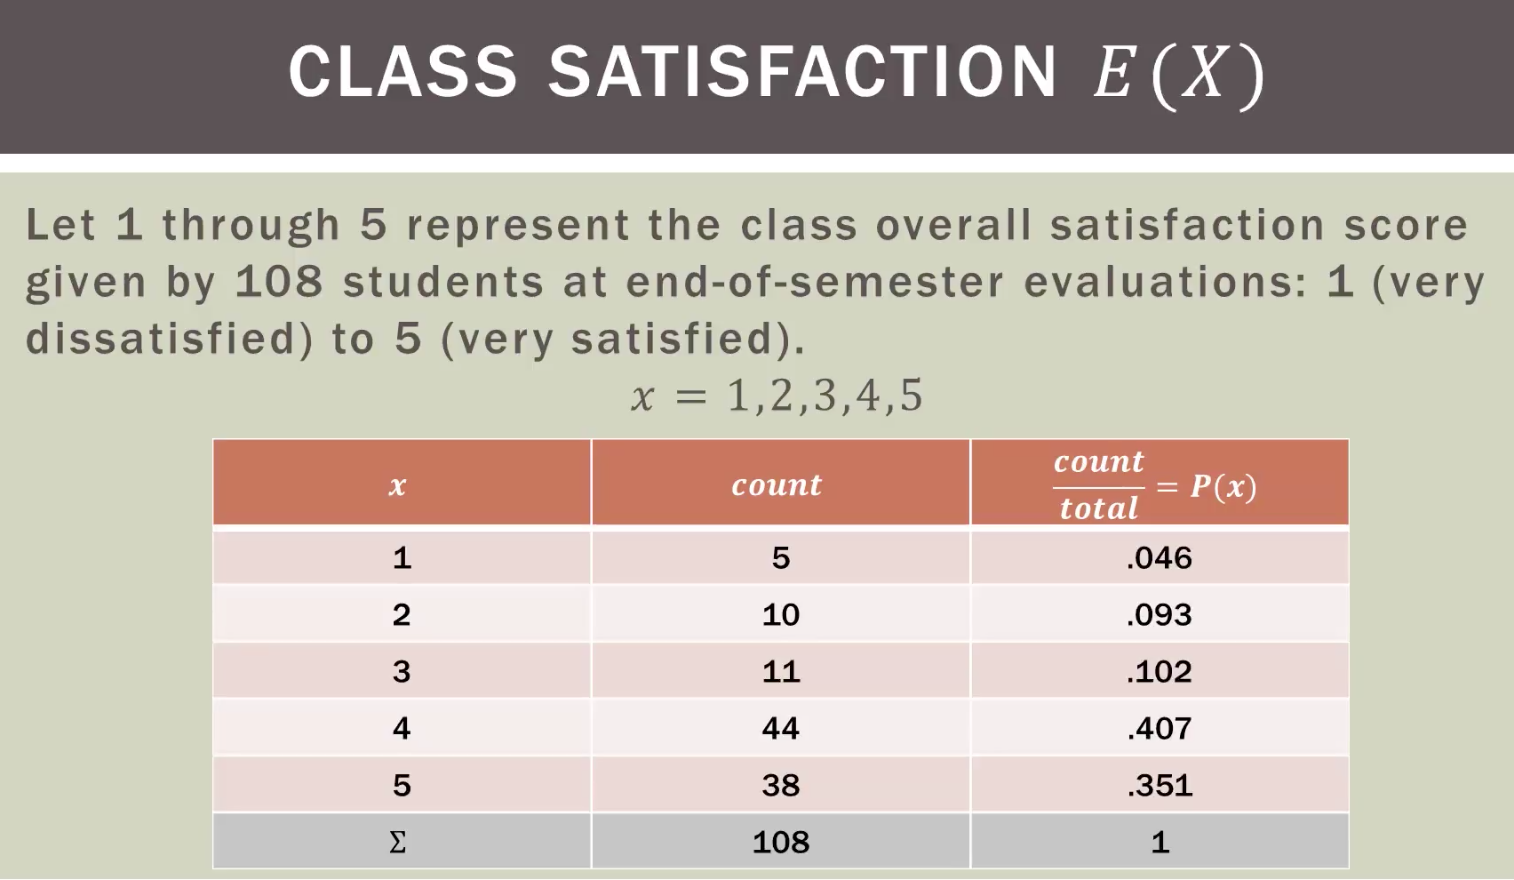 CLASS SATISFACTION E(X)
Let 1 through 5 represent the class overall satisfaction score
given by 108 students at end-of-semester evaluations: 1 (very
dissatisfied) to 5 (very satisfied).
x = 1,2,3,4,5
x count count/total = P(x)
1 5 .046
2 10 .093
3 11 .102
4 44 .407
5 38 .351
Σ 108 1